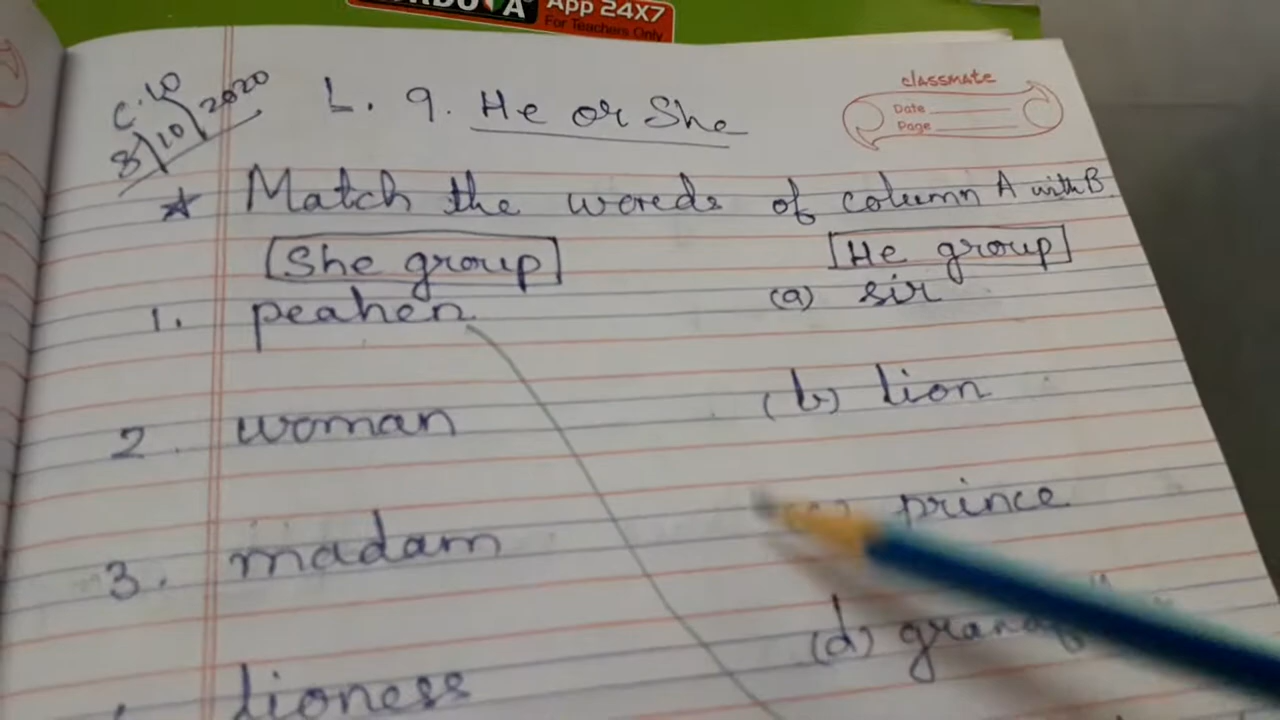 App 24X7
For Teachers Only
classmate
Date
Page
C.W
8/10/2020
L. 9. He or She
☆ Match the words of column A with B.
She group He group
1. peahen (a) sir
2. woman (b) lion
3. madam prince
lioness (d)